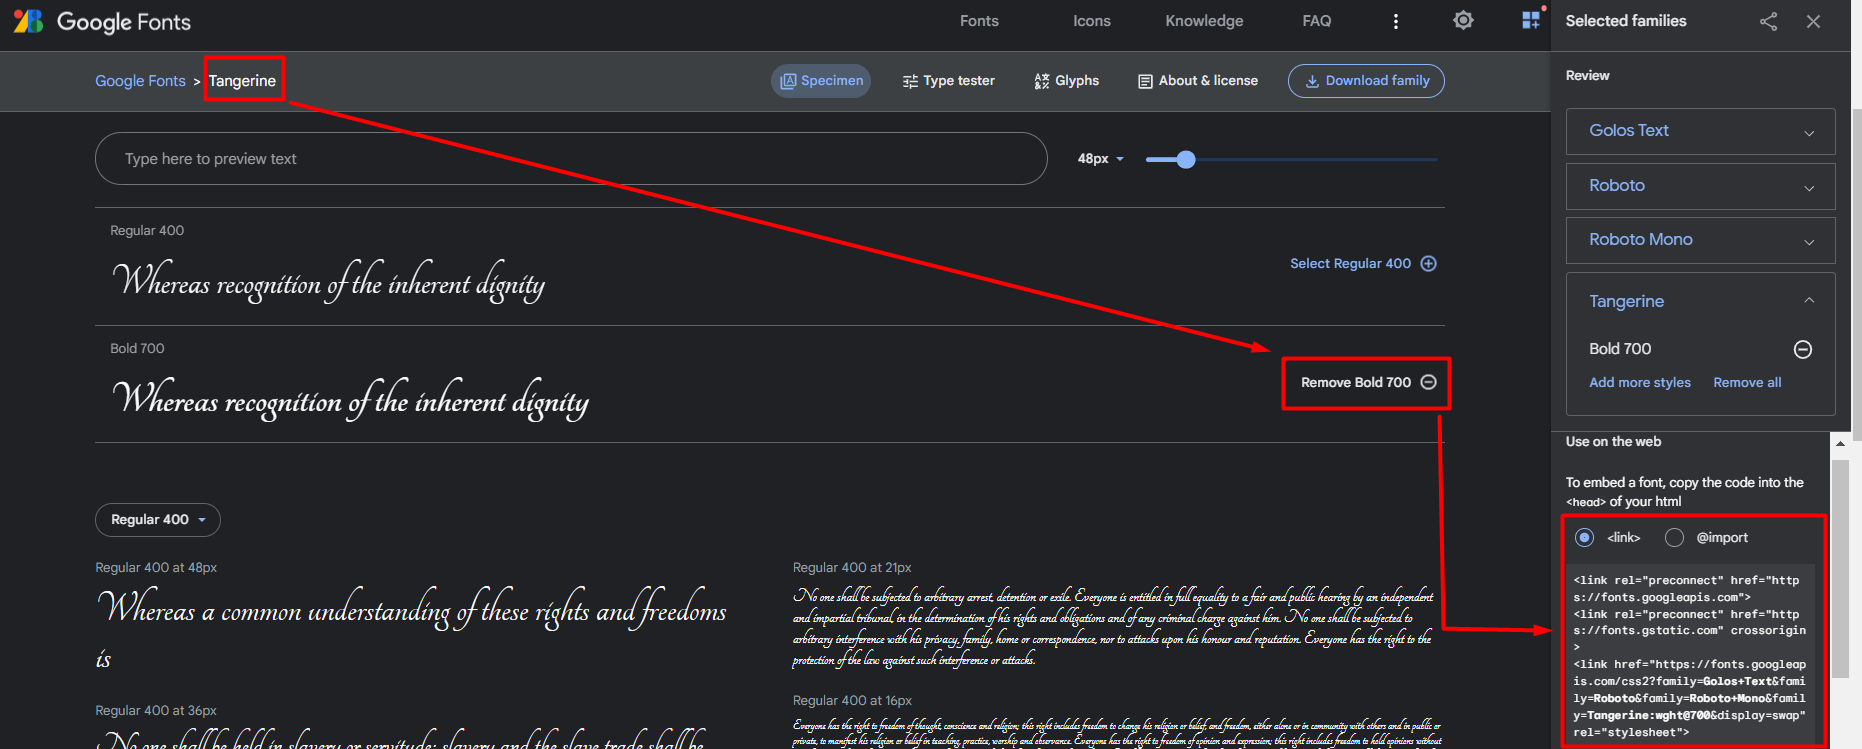 Google Fonts
Fonts
Icons
Knowledge
FAQ
Selected families
Google Fonts > Tangerine
Specimen
Type tester
Glyphs
About & license
Download family
Review
Type here to preview text
48px
Golos Text
Roboto
Roboto Mono
Tangerine
Bold 700
Add more styles
Remove all
Regular 400
Whereas recognition of the inherent dignity
Select Regular 400
Bold 700
Whereas recognition of the inherent dignity
Remove Bold 700
Use on the web
To embed a font, copy the code into the
<head> of your html
<link>
@import
<link rel="preconnect" href="http
s://fonts.googleapis.com">
<link rel="preconnect" href="http
s://fonts.gstatic.com" crossorigin
>
<link href="https://fonts.googleap
is.com/css2?family=Golos+Text&fami
ly=Roboto&family=Roboto+Mono&famil
y=Tangerine:wght@700&display=swap"
rel="stylesheet">
Regular 400
Regular 400 at 48px
Whereas a common understanding of these rights and freedoms
is
Regular 400 at 36px
No one shall be held in slavery or servitude; slavery and the slave trade shall be
Regular 400 at 21px
No one shall be subjected to arbitrary arrest, detention or exile. Everyone is entitled in full equality to a fair and public hearing by an independent
and impartial tribunal, in the determination of his rights and obligations and of any criminal charge against him. No one shall be subjected to
arbitrary interference with his privacy, family, home or correspondence, nor to attacks upon his honour and reputation. Everyone has the right to the
protection of the law against such interference or attacks.
Regular 400 at 16px
Everyone has the right to freedom of thought, conscience and religion; this right includes freedom to change his religion or belief, and freedom, either alone or in community with others and in public or
private, to manifest his religion or belief in teaching, practice, worship and observance. Everyone has the right to freedom of opinion and expression; this right includes freedom to hold opinions without